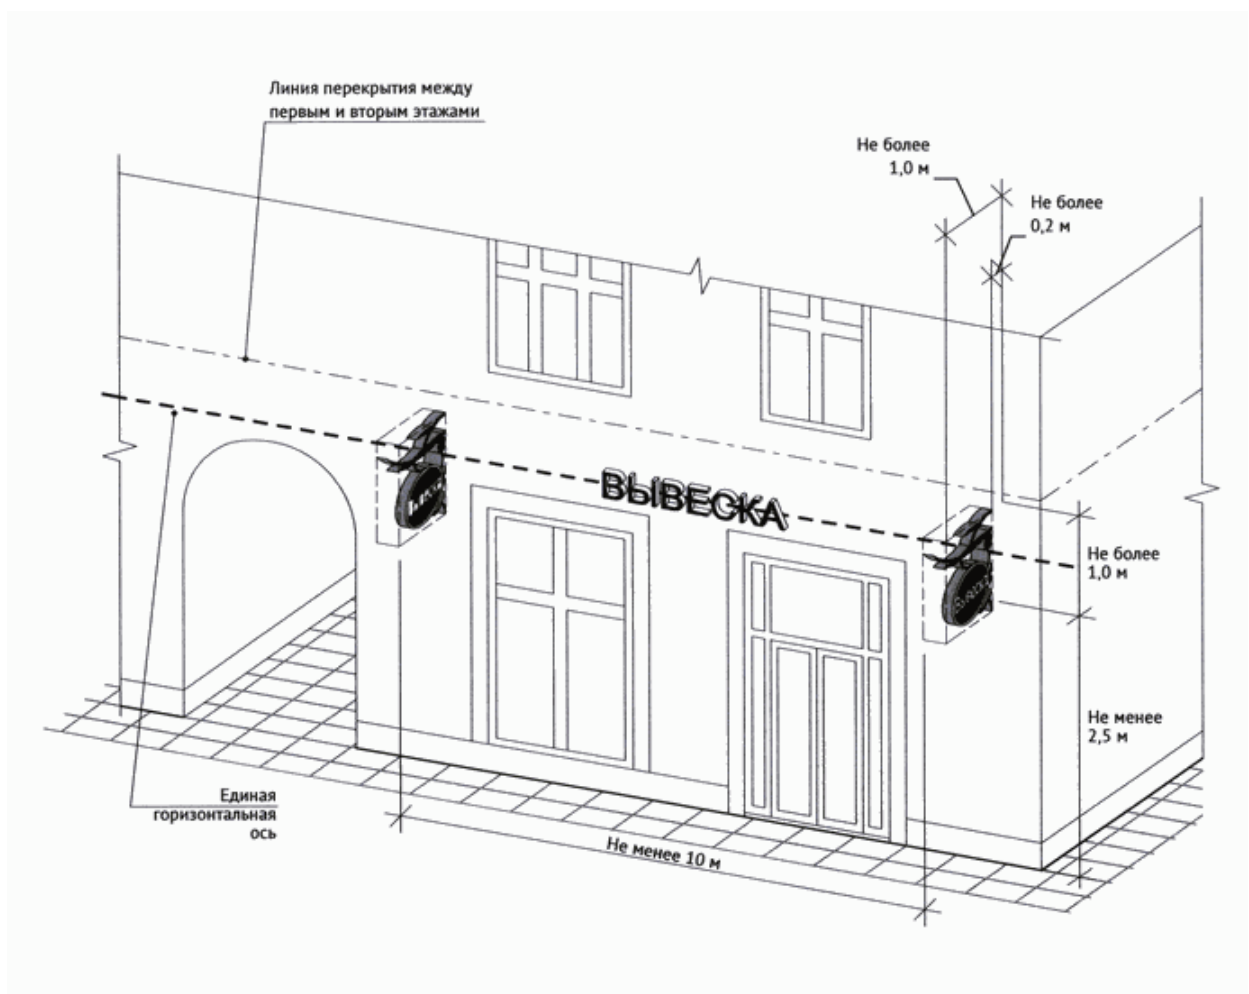 Линия перекрытия между
первым и вторым этажами
Не более
1,0 м
Не более
0,2 м
ВЫВЕСКА
Не более
1,0 м
Не менее
2,5 м
Единая
горизонтальная
ось
Не менее 10 м